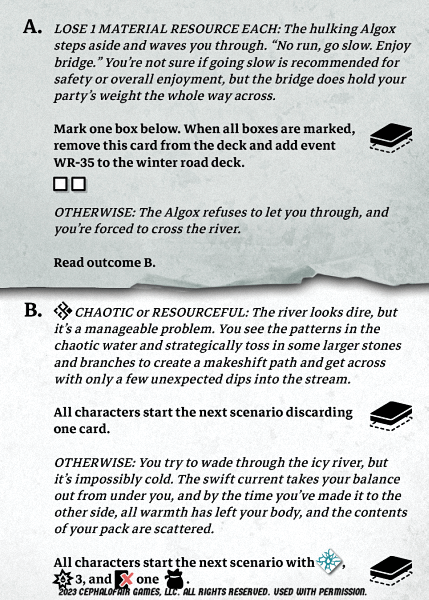 A. LOSE 1 MATERIAL RESOURCE EACH: The hulking Algox
steps aside and waves you through. “No run, go slow. Enjoy
bridge.” You’re not sure if going slow is recommended for
safety or overall enjoyment, but the bridge does hold your
party’s weight the whole way across.
Mark one box below. When all boxes are marked,
remove this card from the deck and add event
WR-35 to the winter road deck.
OTHERWISE: The Algox refuses to let you through, and
you’re forced to cross the river.
Read outcome B.
B. CHAOTIC or RESOURCEFUL: The river looks dire, but
it’s a manageable problem. You see the patterns in the
chaotic water and strategically toss in some larger stones
and branches to create a makeshift path and get across
with only a few unexpected dips into the stream.
All characters start the next scenario discarding
one card.
OTHERWISE: You try to wade through the icy river, but
it’s impossibly cold. The swift current takes your balance
out from under you, and by the time you’ve made it to the
other side, all warmth has left your body, and the contents
of your pack are scattered.
All characters start the next scenario with ,
3, and one .
2023 CEPHALOFAIR GAMES, LLC. ALL RIGHTS RESERVED. USED WITH PERMISSION.